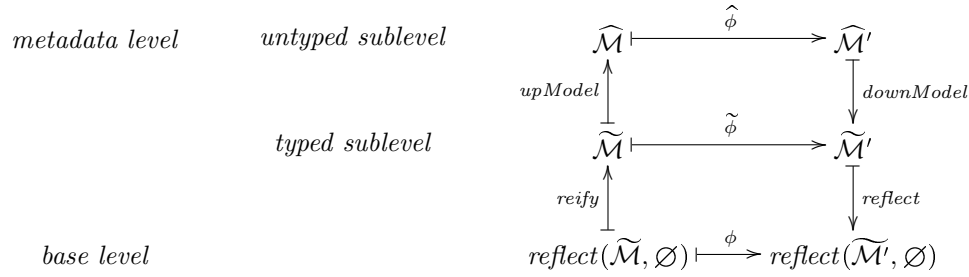 metadata level untyped sublevel ℳ̂ ϕ̂ ℳ̂′
upModel downModel
typed sublevel ℳ̃ ϕ̃ ℳ̃′
reify reflect
base level reflect(ℳ̃, ∅) ϕ reflect(ℳ̃′, ∅)